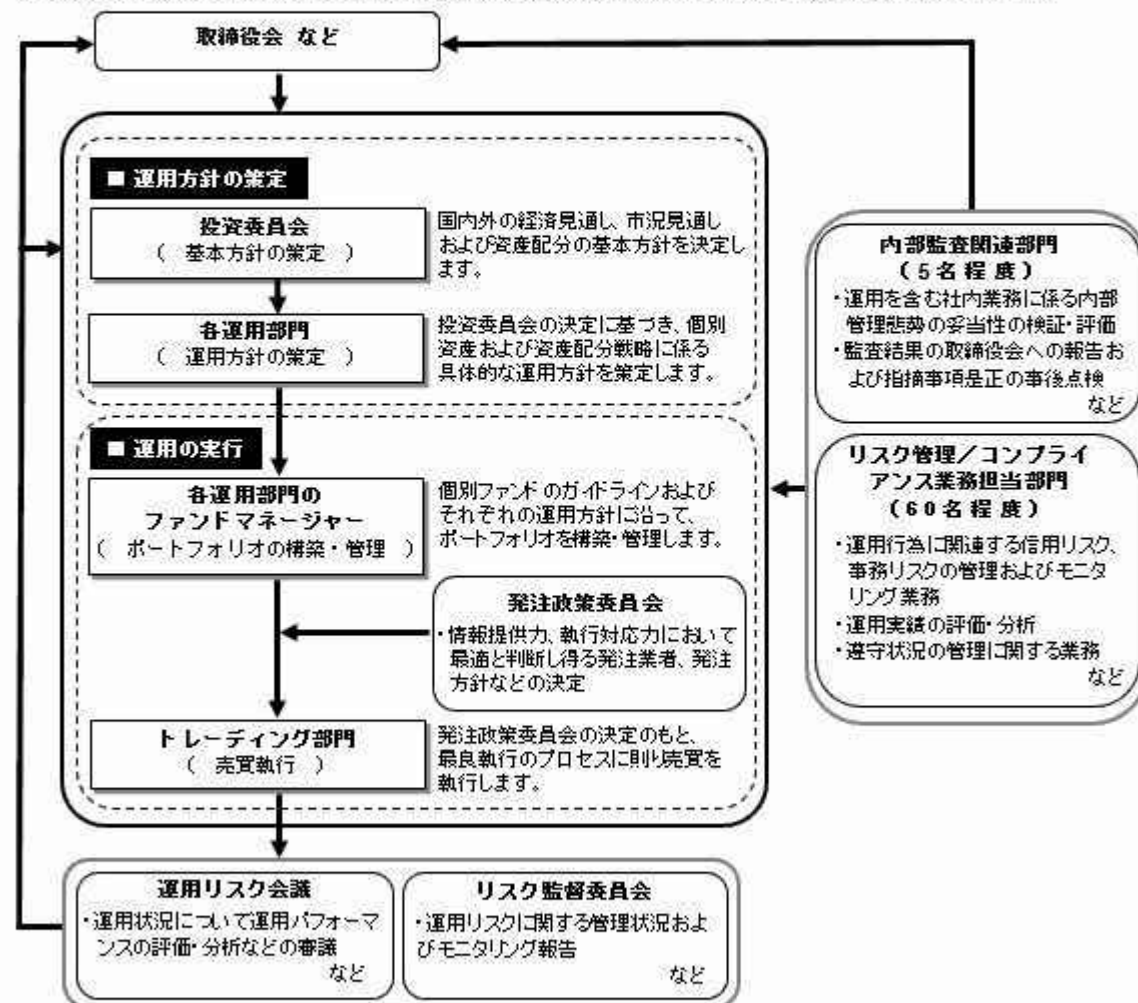 取締役会 など
■ 運用方針の策定
投資委員会
( 基本方針の策定 )
国内外の経済見通し、市況見通し
および資産配分の基本方針を決定し
ます。
各運用部門
( 運用方針の策定 )
投資委員会の決定に基づき、個別
資産および資産配分戦略に係る
具体的な運用方針を策定します。
■ 運用の実行
各運用部門の
ファンドマネージャー
( ポートフォリオの構築・管理 )
個別ファンドのガイドラインおよび
それぞれの運用方針に沿って、
ポートフォリオを構築・管理します。
発注政策委員会
・情報提供力、執行対応力において
最適と判断し得る発注業者、発注
方針などの決定
トレーディング部門
( 売買執行 )
発注政策委員会の決定のもと、
最良執行のプロセスに則り売買を
執行します。
内部監査関連部門
(5名程度)
・運用を含む社内業務に係る内部
管理態勢の妥当性の検証・評価
・監査結果の取締役会への報告お
よび指摘事項是正の事後点検
など
リスク管理/コンプライ
アンス業務担当部門
(60名程度)
・運用行為に関連する信用リスク、
事務リスクの管理およびモニタ
リング業務
・運用実績の評価・分析
・遵守状況の管理に関する業務
など
運用リスク会議
・運用状況について運用パフォーマ
ンスの評価・分析などの審議
など
リスク監督委員会
・運用リスクに関する管理状況およ
びモニタリング報告
など